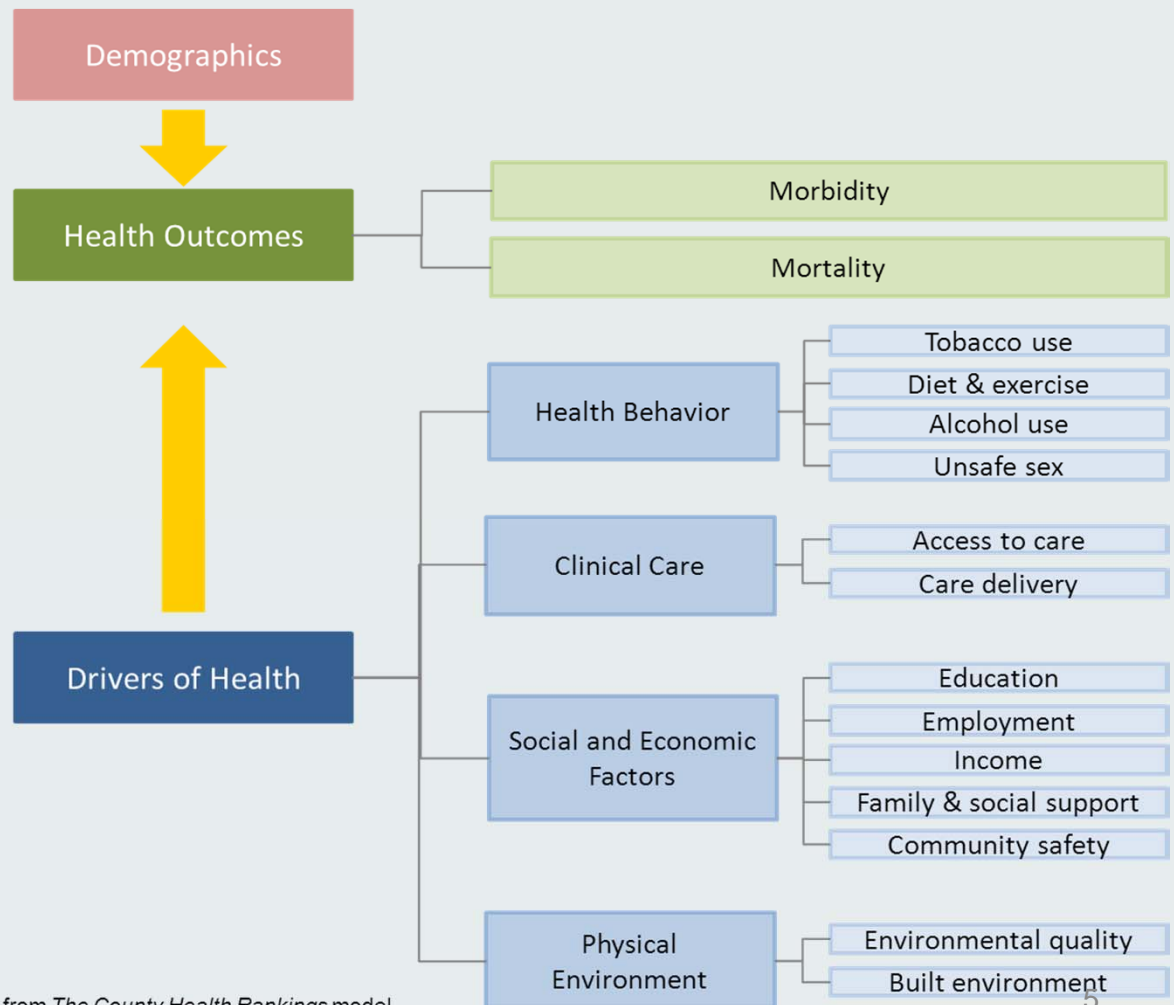 Demographics
Health Outcomes
Morbidity
Mortality
Drivers of Health
Health Behavior
Tobacco use
Diet & exercise
Alcohol use
Unsafe sex
Clinical Care
Access to care
Care delivery
Social and Economic
Factors
Education
Employment
Income
Family & social support
Community safety
Physical
Environment
Environmental quality
Built environment
from The County Health Rankings model
5